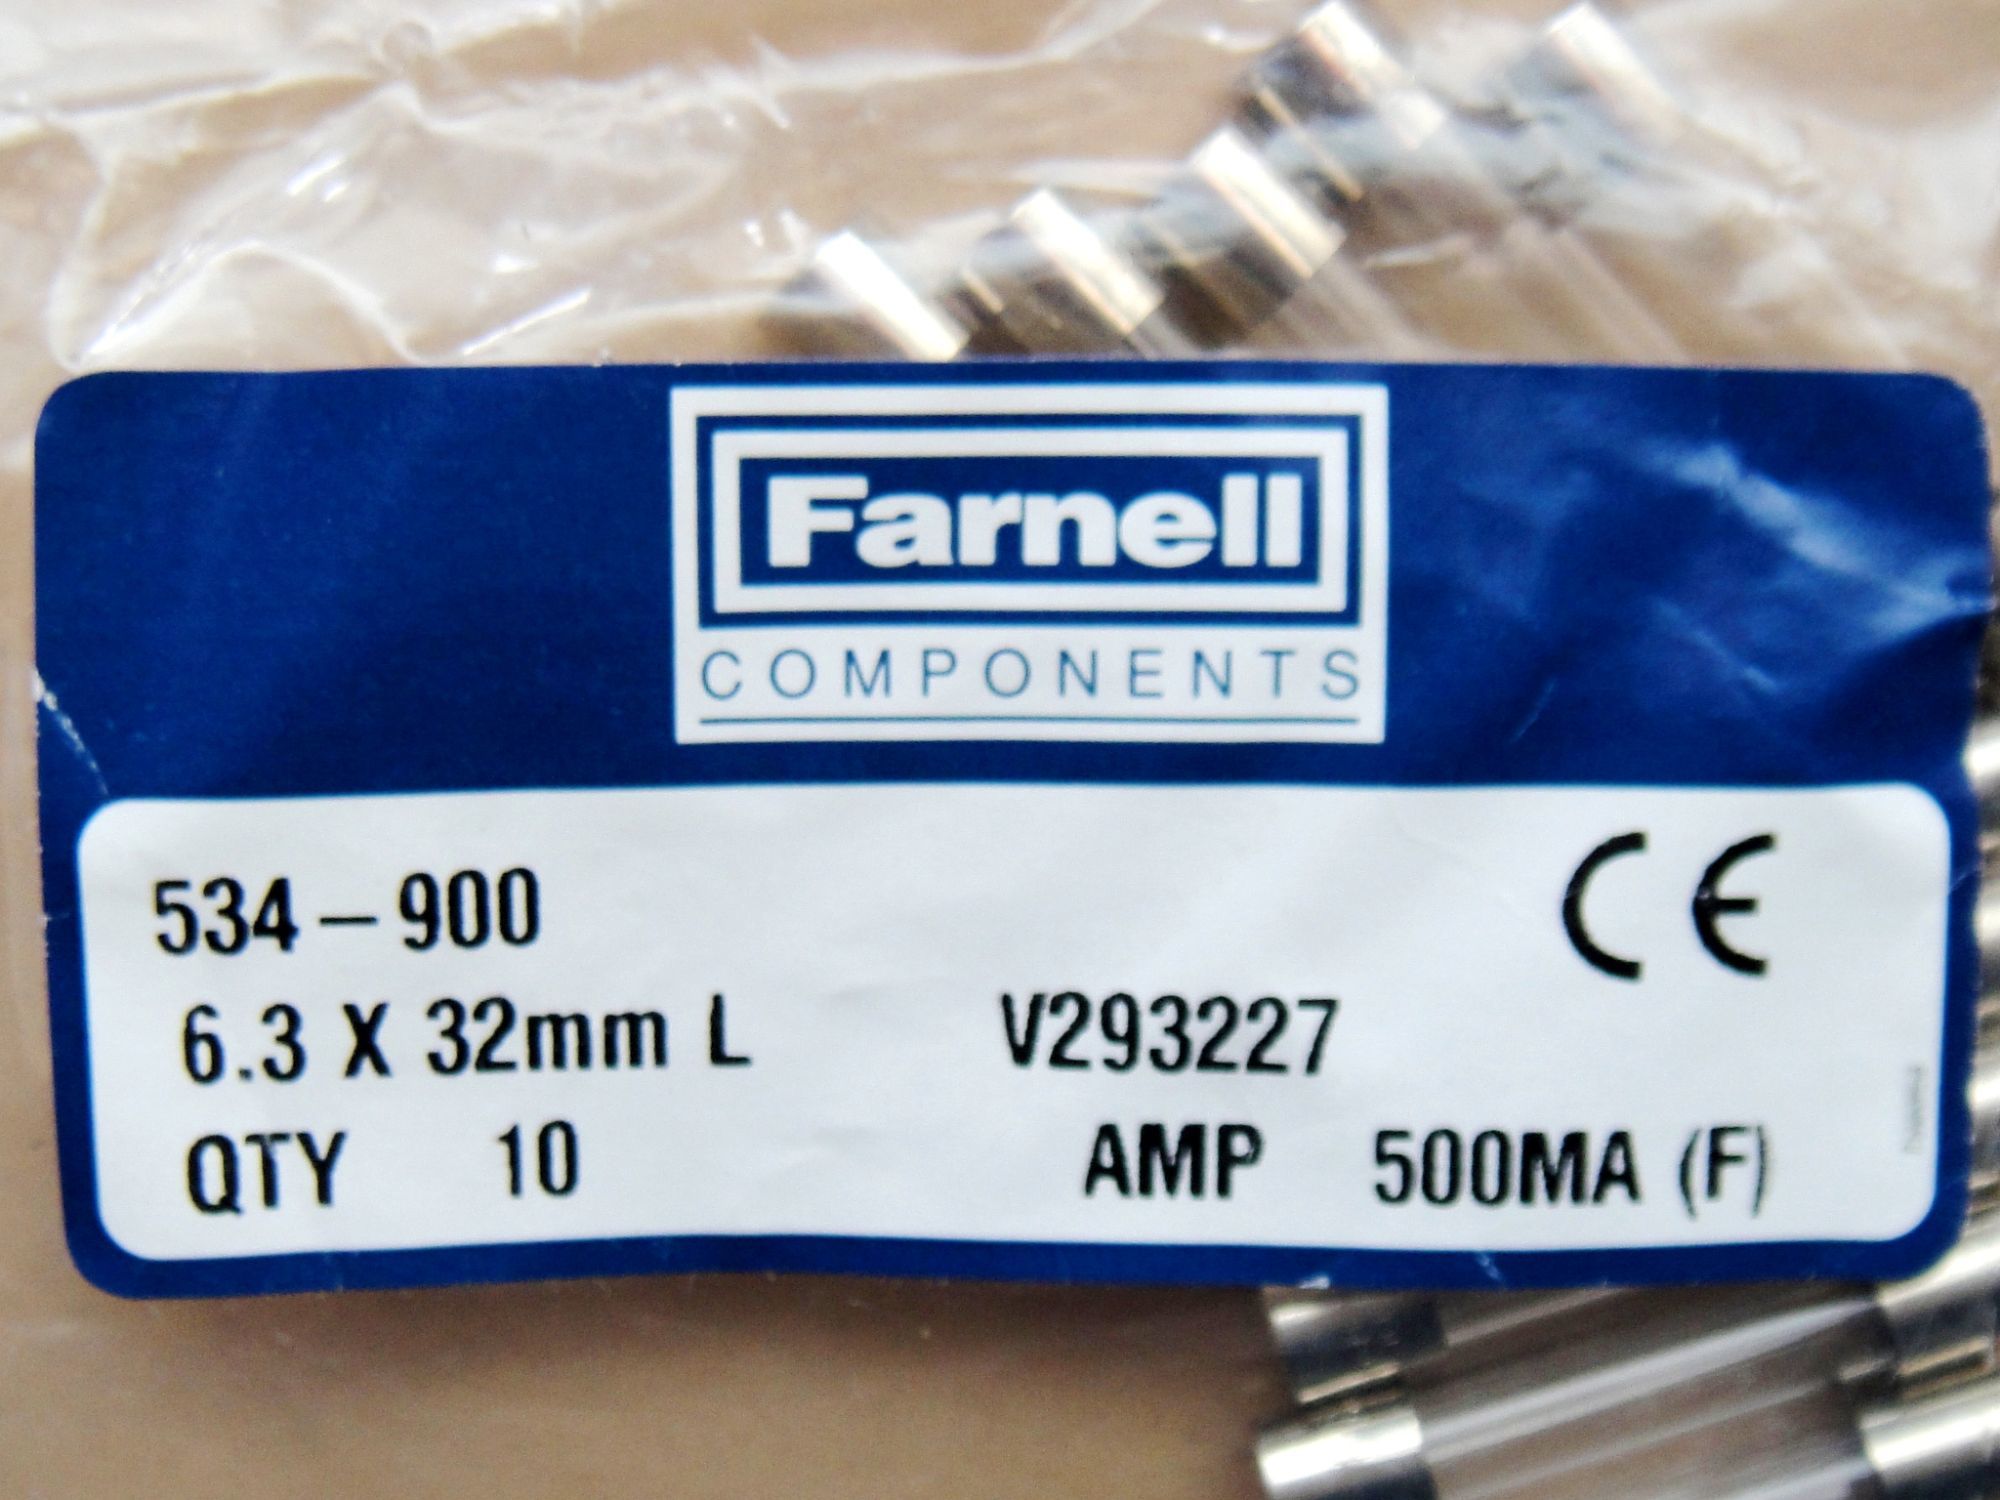 Farnell
COMPONENTS
534-900
6.3 X 32mm L V293227
QTY 10 AMP 500MA (F)
CE